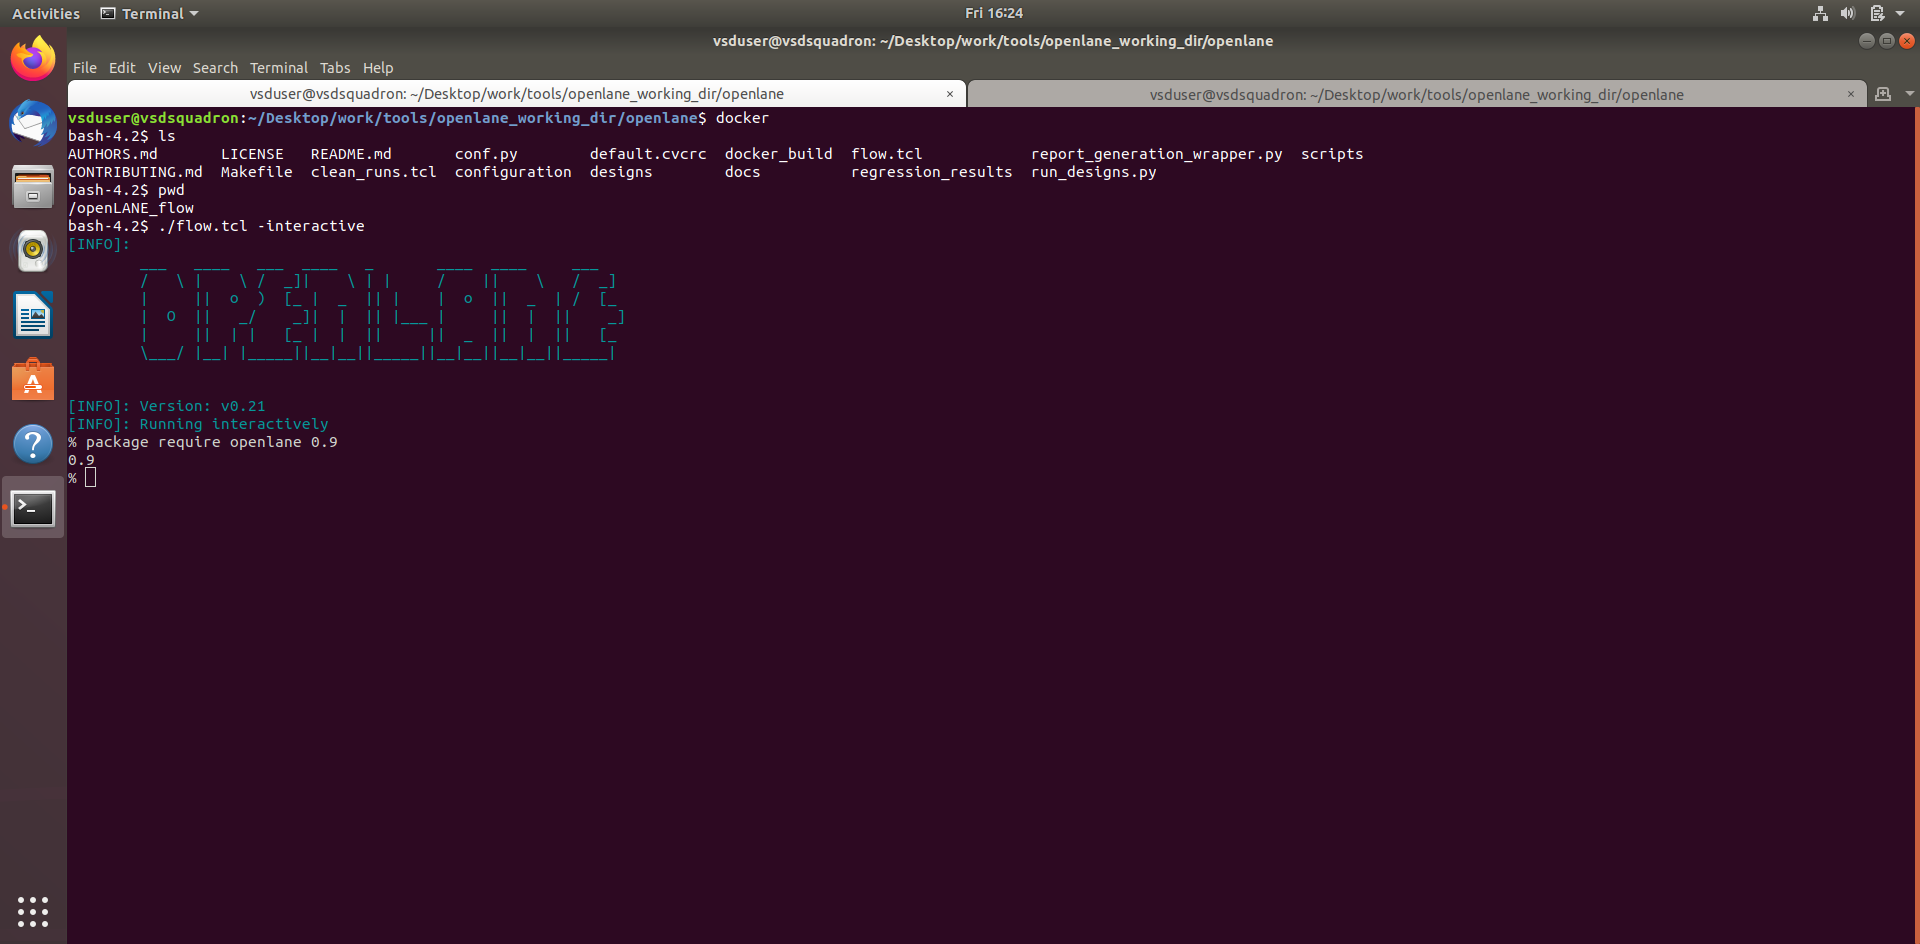 Activities Terminal Fri 16:24
vsduser@vsdsquadron: ~/Desktop/work/tools/openlane_working_dir/openlane
File Edit View Search Terminal Tabs Help
vsduser@vsdsquadron: ~/Desktop/work/tools/openlane_working_dir/openlane × vsduser@vsdsquadron: ~/Desktop/work/tools/openlane_working_dir/openlane ×
vsduser@vsdsquadron:~/Desktop/work/tools/openlane_working_dir/openlane$ docker
bash-4.2$ ls
AUTHORS.md LICENSE README.md conf.py default.cvcrc docker_build flow.tcl report_generation_wrapper.py scripts
CONTRIBUTING.md Makefile clean_runs.tcl configuration designs docs regression_results run_designs.py
bash-4.2$ pwd
/openLANE_flow
bash-4.2$ ./flow.tcl -interactive
[INFO]:
OPENLANE
[INFO]: Version: v0.21
[INFO]: Running interactively
% package require openlane 0.9
0.9
%